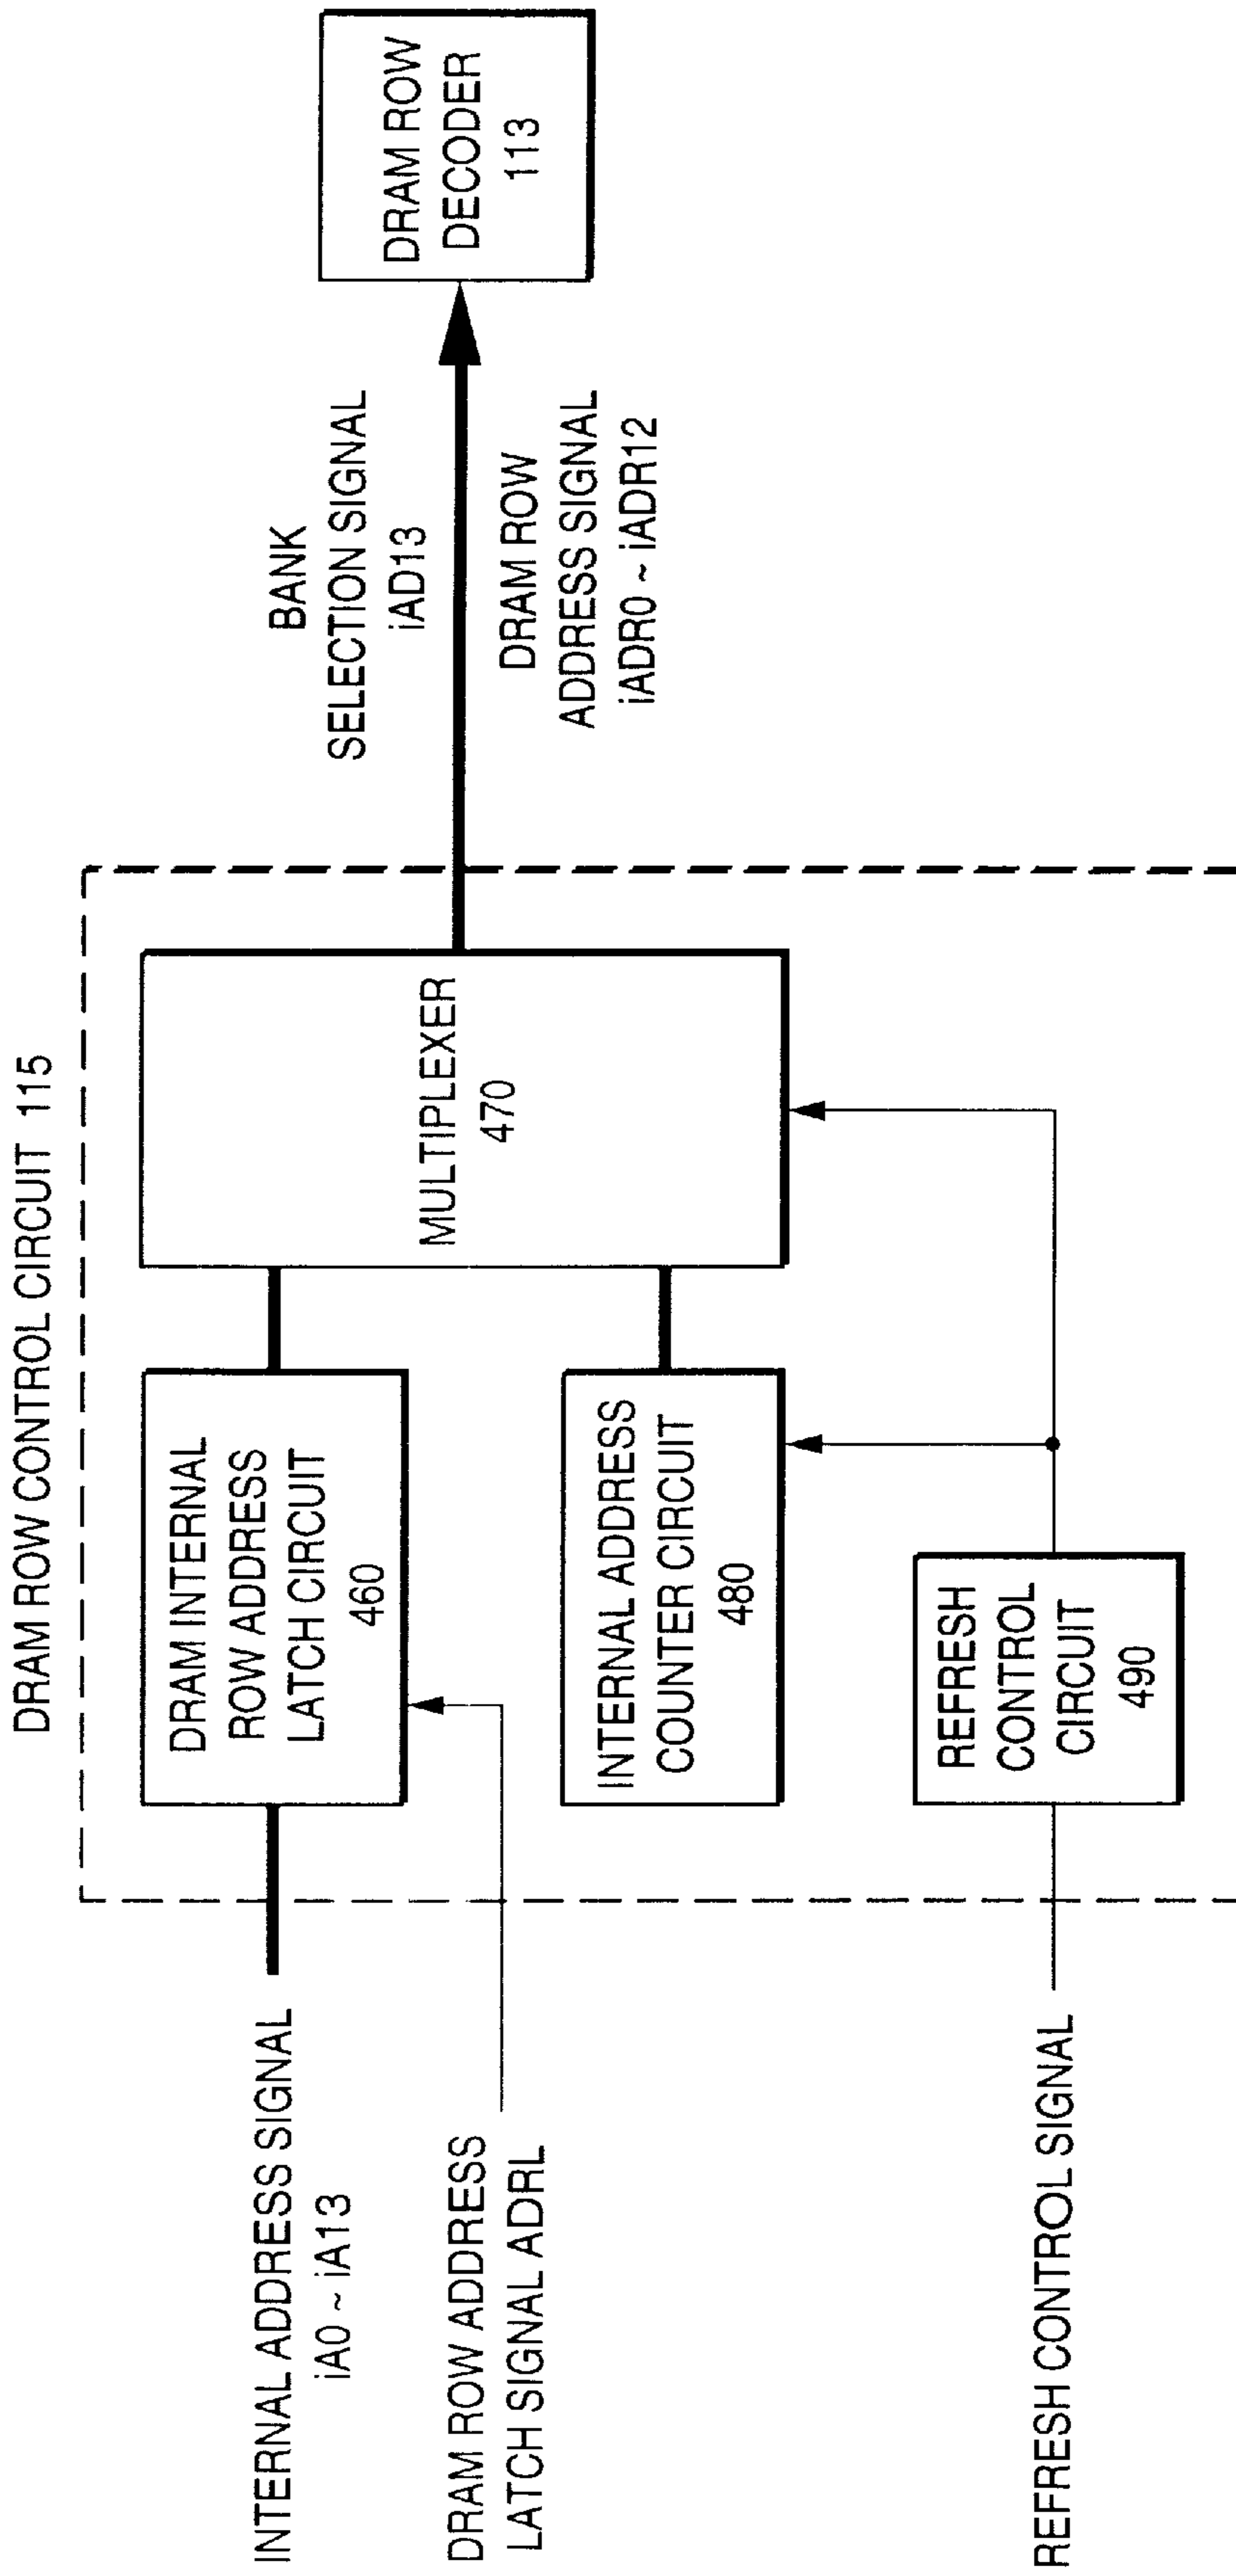 DRAM ROW CONTROL CIRCUIT 115
INTERNAL ADDRESS SIGNAL
iA0 ~ iA13
DRAM ROW ADDRESS
LATCH SIGNAL ADRL
REFRESH CONTROL SIGNAL
DRAM INTERNAL
ROW ADDRESS
LATCH CIRCUIT
460
INTERNAL ADDRESS
COUNTER CIRCUIT
480
REFRESH
CONTROL
CIRCUIT
490
MULTIPLEXER
470
BANK
SELECTION SIGNAL
iAD13
DRAM ROW
ADDRESS SIGNAL
iADR0 ~ iADR12
DRAM ROW
DECODER
113